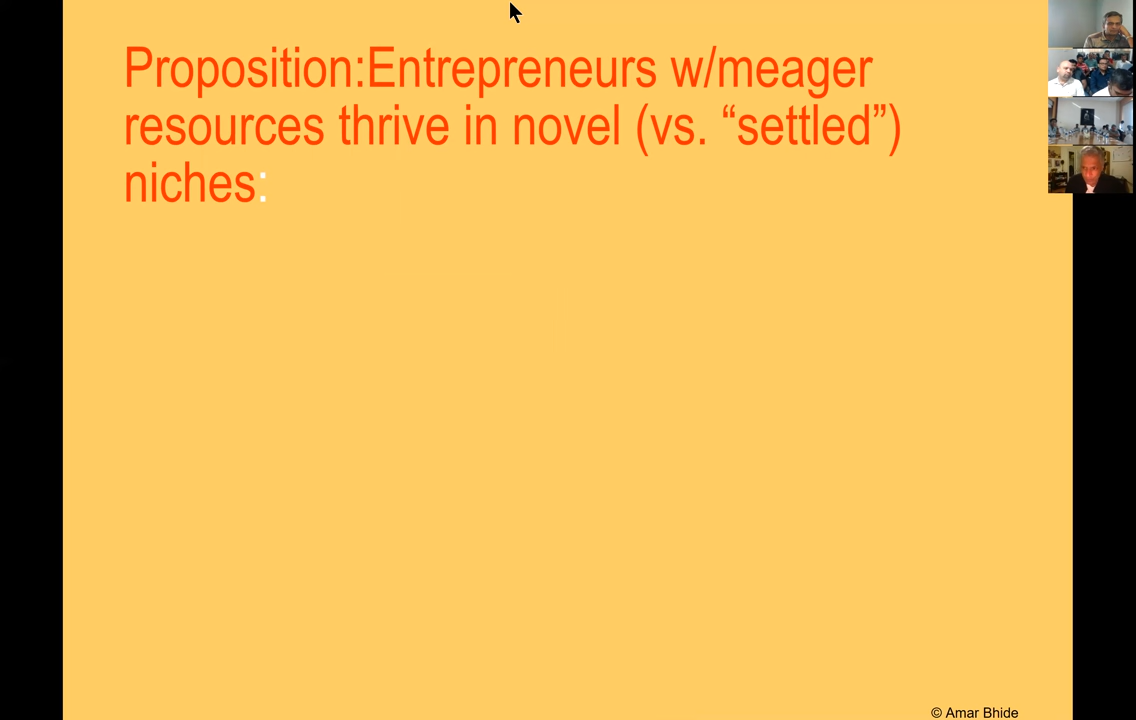 Proposition:Entrepreneurs w/meager
resources thrive in novel (vs. “settled”)
niches:
© Amar Bhide